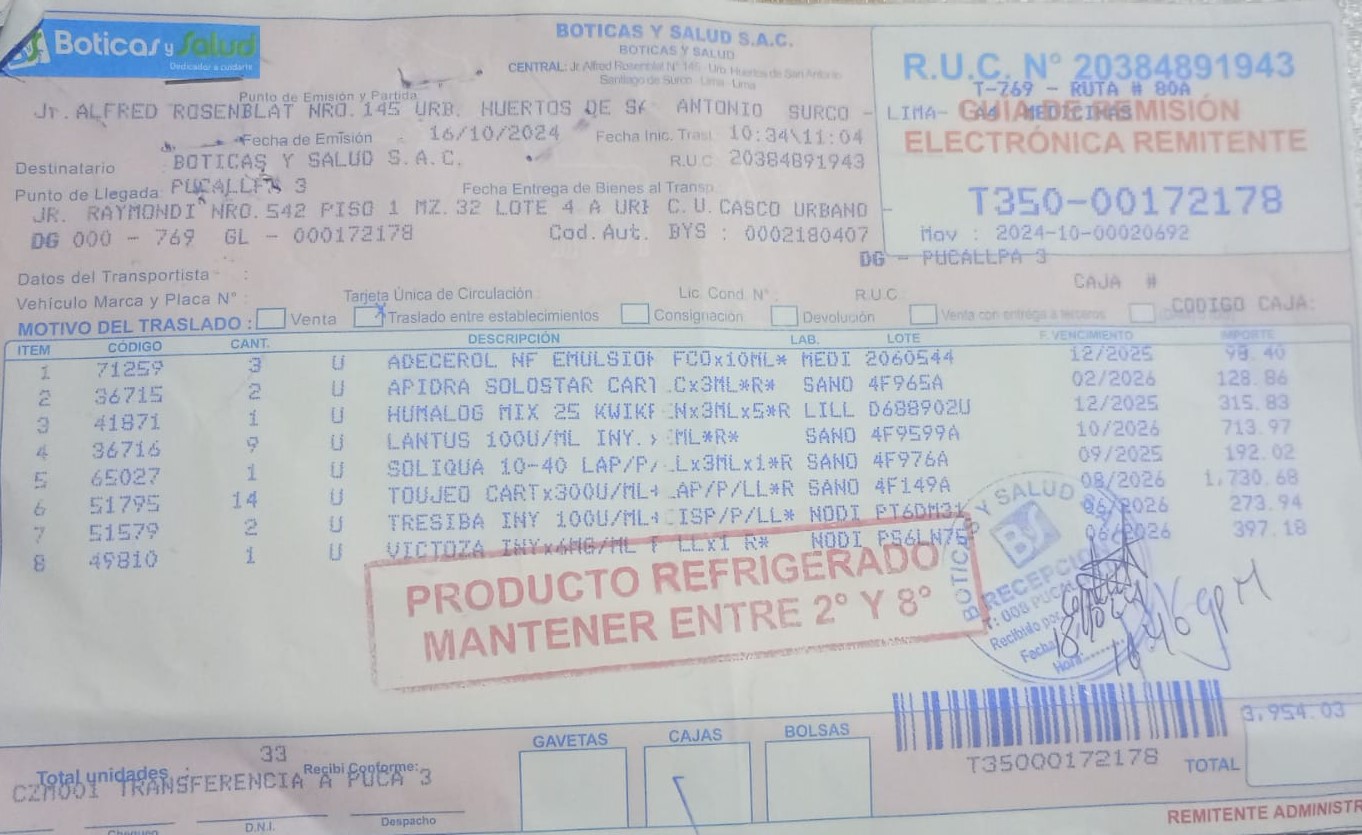 Boticas y Salud
Dedicados a cuidarte
BOTICAS Y SALUD S.A.C.
BOTICAS Y SALUD
CENTRAL: Jr. Alfred Rosenblat N° 145 Urb. Huertos de San Antonio
Santiago de Surco - Lima - Lima
R.U.C. N° 20384891943
T-769 - RUTA # 80A
Punto de Emisión y Partida
Jr. ALFRED ROSENBLAT NRO. 145 URB. HUERTOS DE SA ANTONIO SURCO - LIMA- A4 MEDICINAS
GUIA DE REMISIÓN
ELECTRÓNICA REMITENTE
Fecha de Emisión 16/10/2024 Fecha Inic. Trasl. 10:34\11:04
Destinatario : BOTICAS Y SALUD S.A.C. R.U.C. 20384891943
Punto de Llegada: PUCALLPA 3 Fecha Entrega de Bienes al Transp.
JR. RAYMONDI NRO.542 PISO 1 MZ.32 LOTE 4 A URB C.U.CASCO URBANO -
T350-00172178
DG 000 - 769 GL - 000172178 Cod.Aut. BYS : 0002180407
Mov : 2024-10-00020692
DG - PUCALLPA 3
Datos del Transportista :
CAJA #
Vehículo Marca y Placa N° : Tarjeta Única de Circulación: Lic. Cond. N° : R.U.C.
CODIGO CAJA:
MOTIVO DEL TRASLADO : Venta x Traslado entre establecimientos Consignación Devolución Venta con entrega a terceros
ITEM CÓDIGO CANT. DESCRIPCIÓN LAB. LOTE F. VENCIMIENTO IMPORTE
1 71259 3 U ADECEROL NF EMULSION FCOx10ML* MEDI 2060544 12/2025 98.40
2 36715 2 U APIDRA SOLOSTAR CART .Cx3ML*R* SANO 4F965A 02/2026 128.86
3 41871 1 U HUMALOG MIX 25 KWIKP Nx3MLx5*R LILL D688902U 12/2025 315.83
4 36716 9 U LANTUS 100U/ML INY. x ML*R* SANO 4F9599A 10/2026 713.97
5 65027 1 U SOLIQUA 10-40 LAP/P/ .Lx3MLx1*R SANO 4F976A 09/2025 192.02
6 51795 14 U TOUJEO CARTx300U/ML+ AP/P/LL*R SANO 4F149A 08/2026 1,730.68
7 51579 2 U TRESIBA INY 100U/ML+ ISP/P/LL* NODI PT6DM31 06/2026 273.94
8 49810 1 U VICTOZA INYx6MG/ML P LLx1 R* NODI PS6LN76 06/2026 397.18
PRODUCTO REFRIGERADO
MANTENER ENTRE 2° Y 8°
BOTICAS Y SALUD
BS
RECEPCIÓN
Recibido por:
Fecha:
Hora:
GAVETAS CAJAS BOLSAS
3,954.03
T35000172178 TOTAL
33
Total unidades : Recibí Conforme:
CZM001 TRANSFERENCIA A PUCA 3
Chequeo D.N.I. Despacho
REMITENTE ADMINISTR